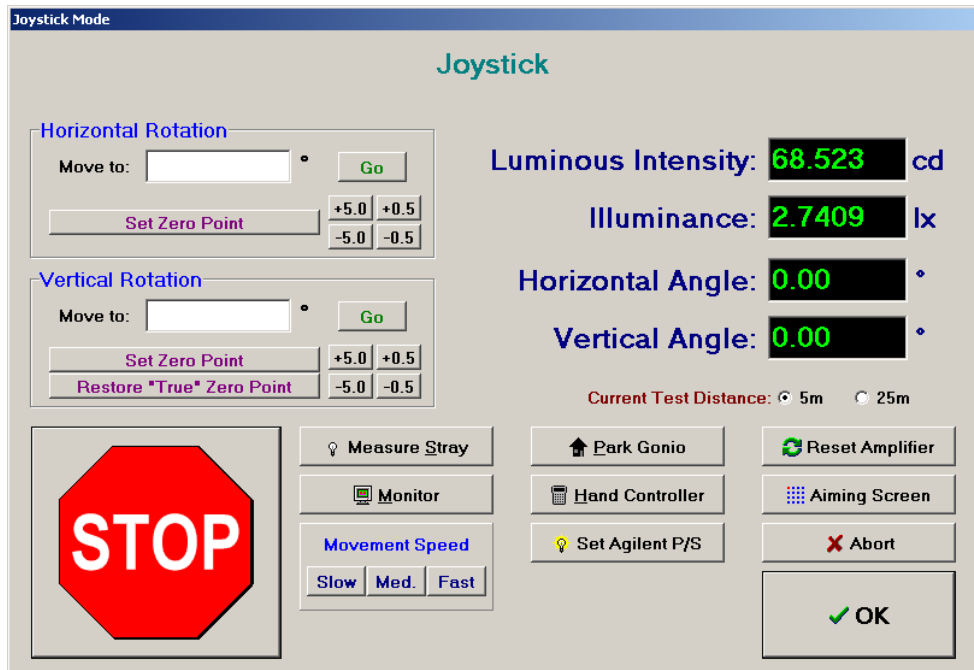 Joystick Mode
Joystick
Horizontal Rotation
Move to:
°
Go
Set Zero Point
+5.0
+0.5
-5.0
-0.5
Vertical Rotation
Move to:
°
Go
Set Zero Point
+5.0
+0.5
Restore "True" Zero Point
-5.0
-0.5
Luminous Intensity: 68.523 cd
Illuminance: 2.7409 lx
Horizontal Angle: 0.00 °
Vertical Angle: 0.00 °
Current Test Distance: 5m 25m
STOP
Measure Stray
Monitor
Movement Speed
Slow Med. Fast
Park Gonio
Hand Controller
Set Agilent P/S
Reset Amplifier
Aiming Screen
Abort
OK